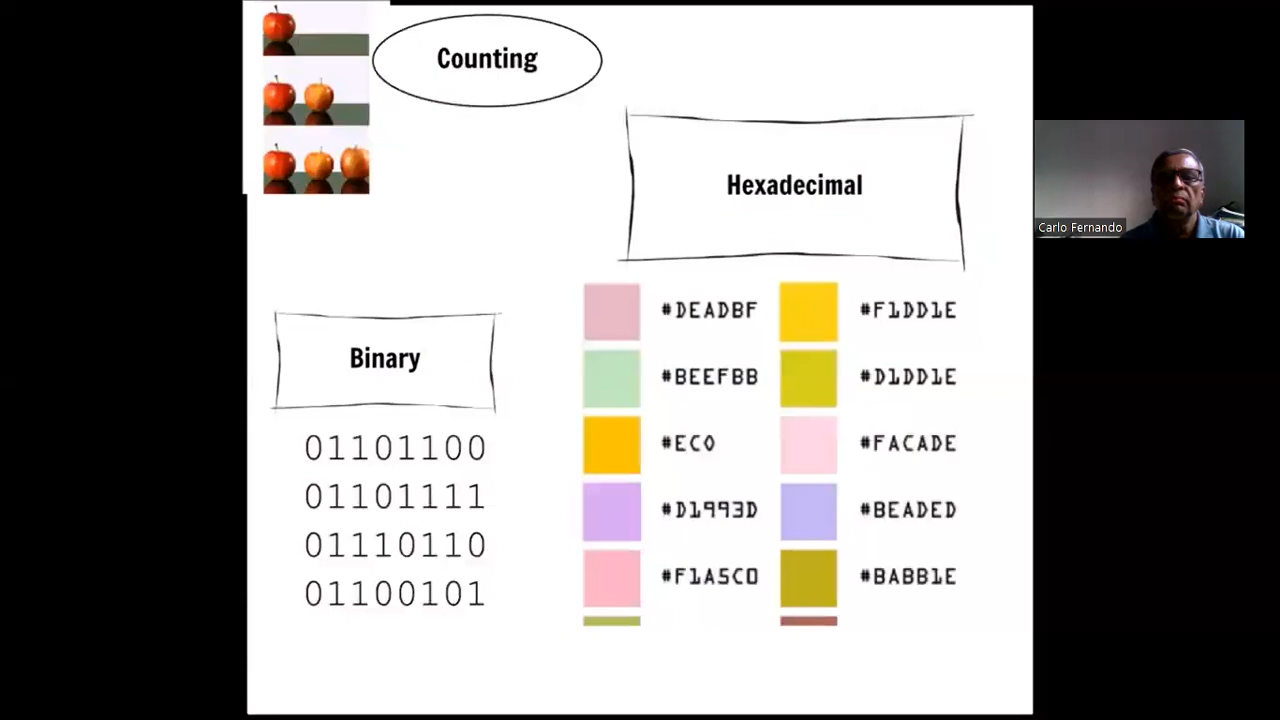 Counting
Hexadecimal
Carlo Fernando
#DEADBF #F1DD1E
Binary
#BEEFBB #D1DD1E
01101100 #EC0 #FACADE
01101111 #D1993D #BEADED
01110110
01100101 #F1A5C0 #BABB1E